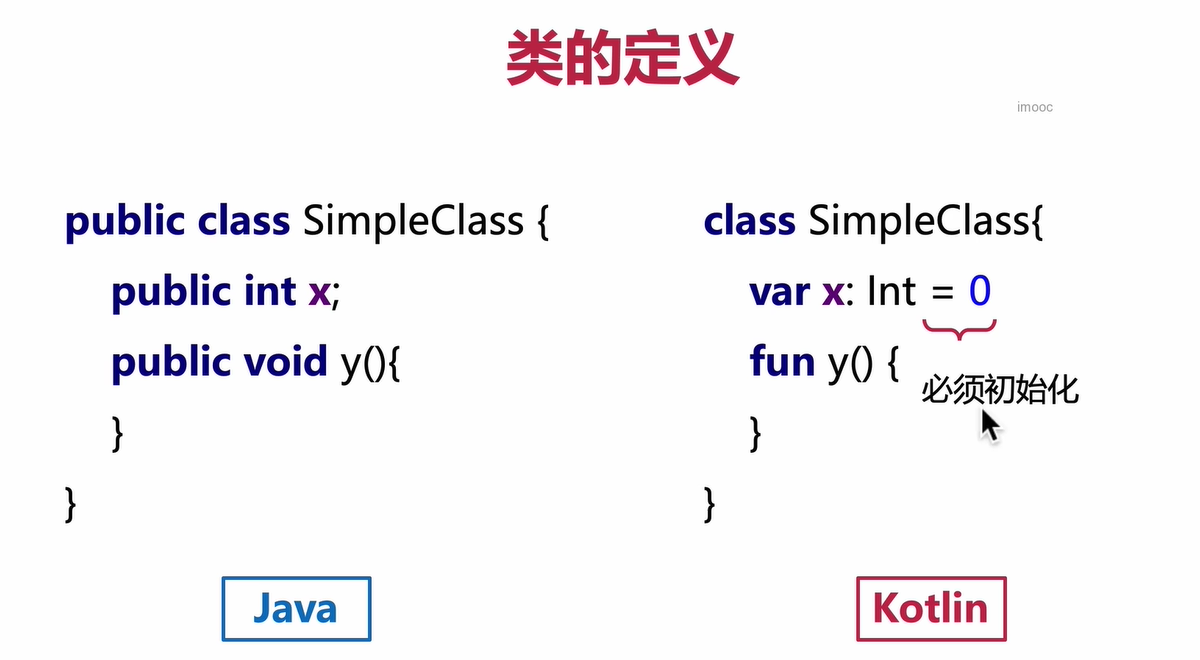 类的定义
imooc
public class SimpleClass {
public int x;
public void y(){
}
}
Java
class SimpleClass{
var x: Int = 0
fun y() {
必须初始化
}
}
Kotlin